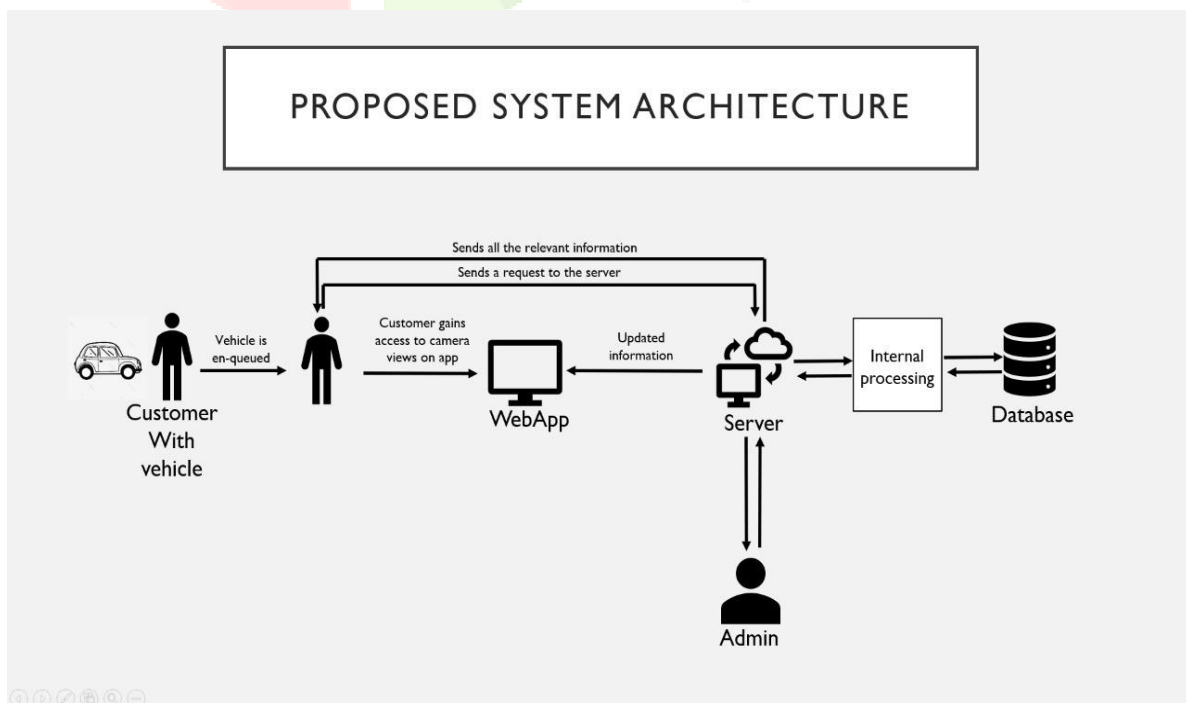 PROPOSED SYSTEM ARCHITECTURE
Sends all the relevant information
Sends a request to the server
Vehicle is
en-queued
Customer gains
access to camera
views on app
Updated
information
Internal
processing
Customer
With
vehicle
WebApp
Server
Database
Admin